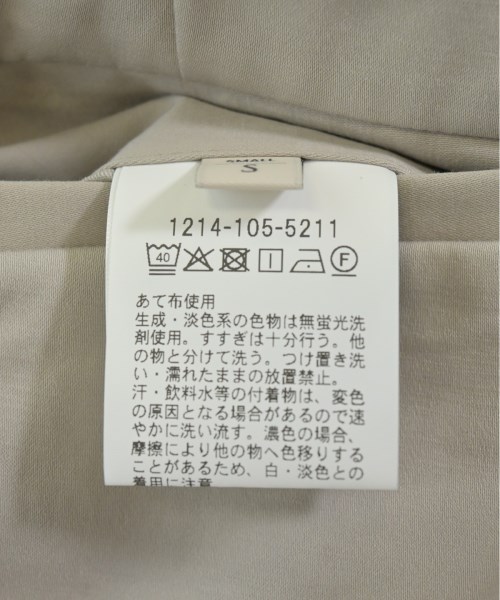 SMALL
S
1214-105-5211
40
F
あて布使用
生成・淡色系の色物は無蛍光洗
剤使用。すすぎは十分行う。他
の物と分けて洗う。つけ置き洗
い・濡れたままの放置禁止。
汗・飲料水等の付着物は、変色
の原因となる場合があるので速
やかに洗い流す。濃色の場合、
摩擦により他の物へ色移りする
ことがあるため、白・淡色との
着用に注意